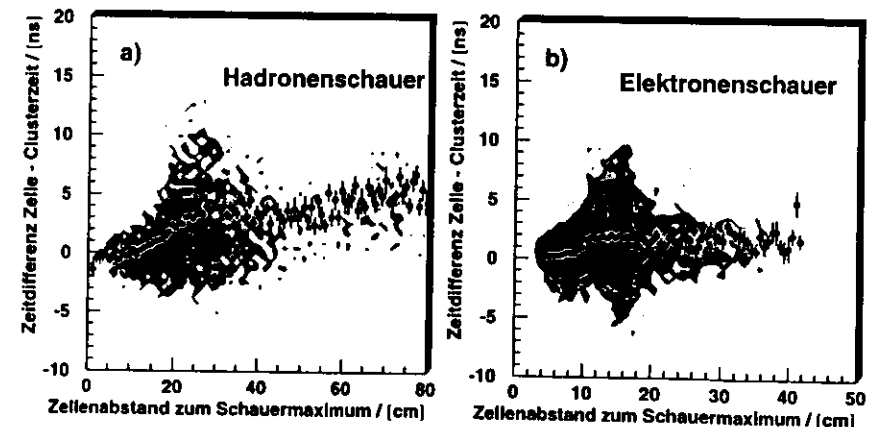 a)
Hadronenschauer
Zeitdifferenz Zelle - Clusterzeit / [ns]
20
15
10
5
0
-5
-10
0 20 40 60 80
Zellenabstand zum Schauermaximum / [cm]
b)
Elektronenschauer
Zeitdifferenz Zelle - Clusterzeit / [ns]
20
15
10
5
0
-5
-10
0 10 20 30 40 50
Zellenabstand zum Schauermaximum / [cm]